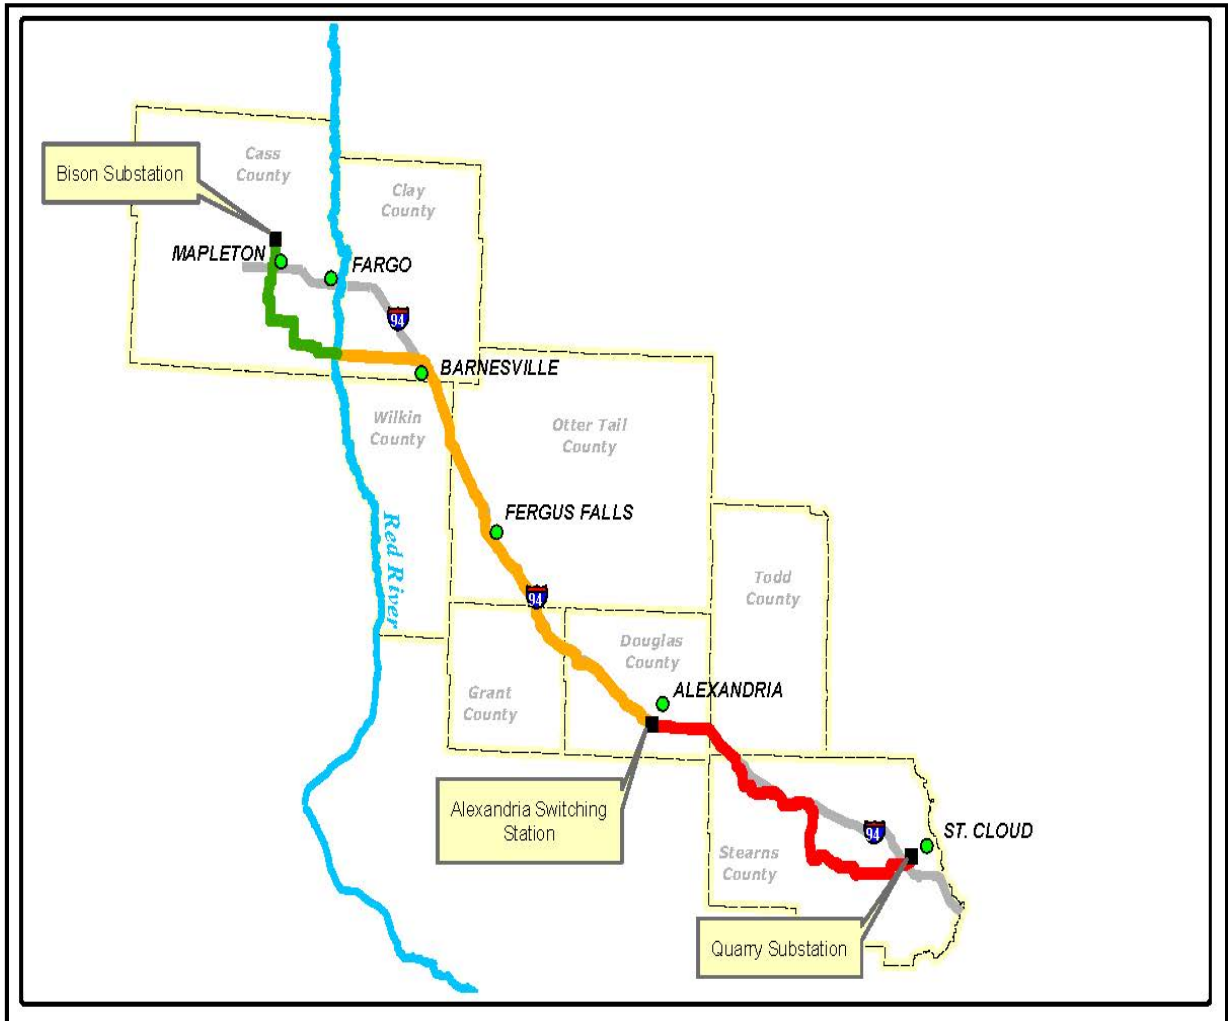 Cass
County
Bison Substation
Clay
County
MAPLETON
FARGO
94
BARNESVILLE
Wilkin
County
Otter Tail
County
FERGUS FALLS
Red River
94
Todd
County
Douglas
County
Grant
County
ALEXANDRIA
Alexandria Switching
Station
94
ST. CLOUD
Stearns
County
Quarry Substation